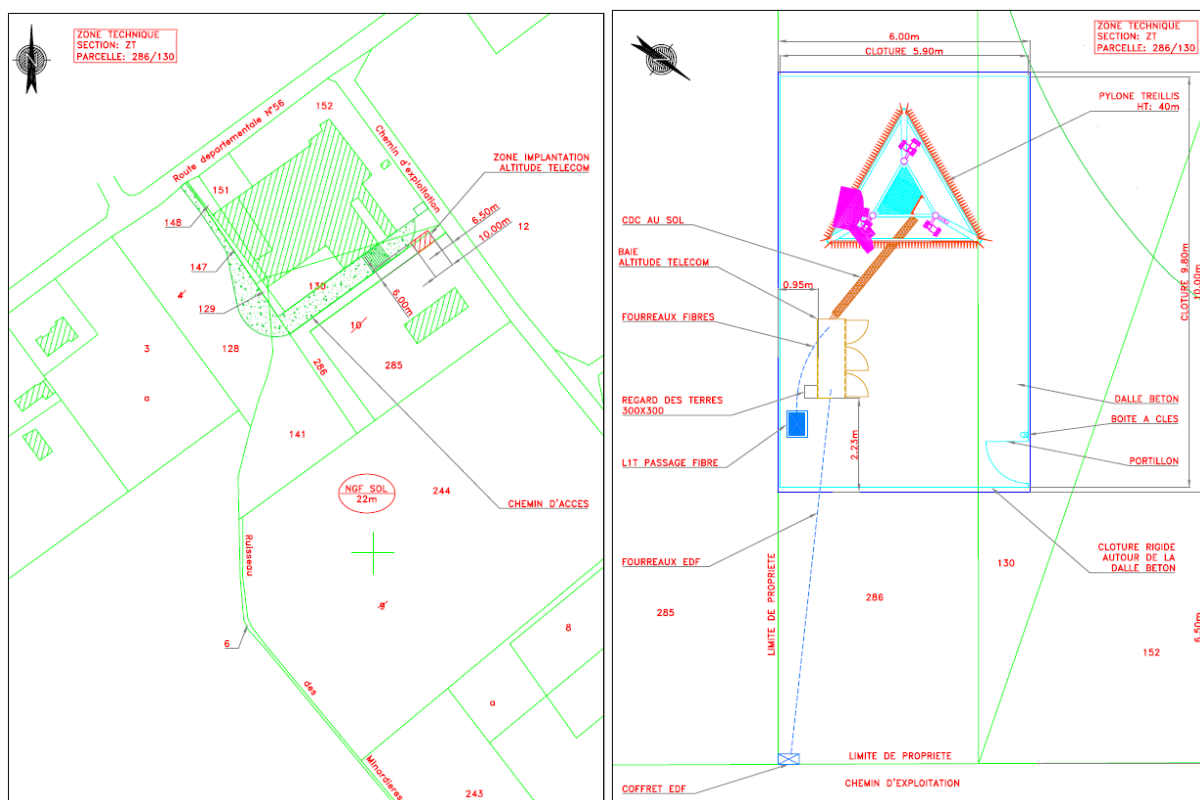 ZONE TECHNIQUE
SECTION: ZT
PARCELLE: 286/130
N
Route departementale N°56
152
Chemin d'exploitation
ZONE IMPLANTATION
ALTITUDE TELECOM
151
148
6.50m
10.00m
12
147
4
129
130
6.00m
10
3
128
286
285
a
141
NGF SOL
22m
244
CHEMIN D'ACCES
Ruisseau
9
6
8
des
a
Minardieres
243
ZONE TECHNIQUE
SECTION: ZT
PARCELLE: 286/130
N
6.00m
CLOTURE 5.90m
PYLONE TREILLIS
HT: 40m
CDC AU SOL
BAIE
ALTITUDE TELECOM
0.95m
CLOTURE 9.80m
10.00m
FOURREAUX FIBRES
REGARD DES TERRES
300X300
DALLE BETON
BOITE A CLES
2.23m
L1T PASSAGE FIBRE
PORTILLON
FOURREAUX EDF
CLOTURE RIGIDE
AUTOUR DE LA
DALLE BETON
LIMITE DE PROPRIETE
130
285
286
6.50m
152
LIMITE DE PROPRIETE
COFFRET EDF
CHEMIN D'EXPLOITATION